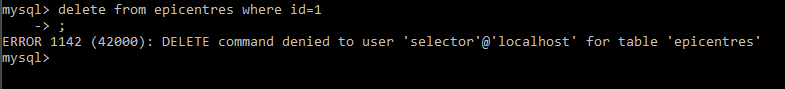 mysql> delete from epicentres where id=1
    -> ;
ERROR 1142 (42000): DELETE command denied to user 'selector'@'localhost' for table 'epicentres'
mysql>